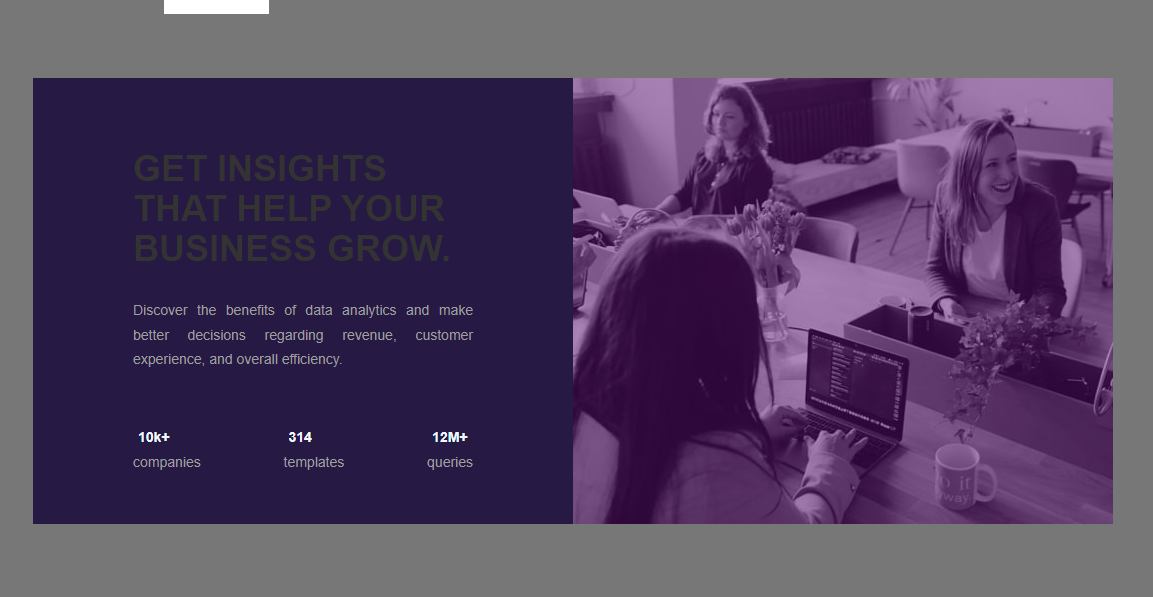 GET INSIGHTS
THAT HELP YOUR
BUSINESS GROW.
Discover the benefits of data analytics and make
better decisions regarding revenue, customer
experience, and overall efficiency.
10k+ 314 12M+
companies templates queries